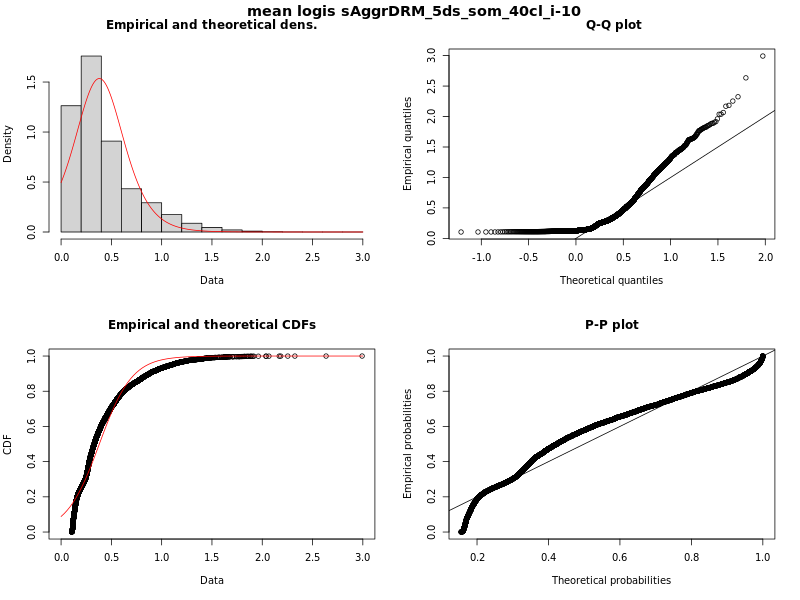 mean logis sAggrDRM_5ds_som_40cl_i-10
Empirical and theoretical dens.
Density
0.0 0.5 1.0 1.5
0.0 0.5 1.0 1.5 2.0 2.5 3.0
Data
Q-Q plot
Empirical quantiles
0.0 0.5 1.0 1.5 2.0 2.5 3.0
-1.0 -0.5 0.0 0.5 1.0 1.5 2.0
Theoretical quantiles
Empirical and theoretical CDFs
CDF
0.0 0.2 0.4 0.6 0.8 1.0
0.0 0.5 1.0 1.5 2.0 2.5 3.0
Data
P-P plot
Empirical probabilities
0.0 0.2 0.4 0.6 0.8 1.0
0.2 0.4 0.6 0.8 1.0
Theoretical probabilities